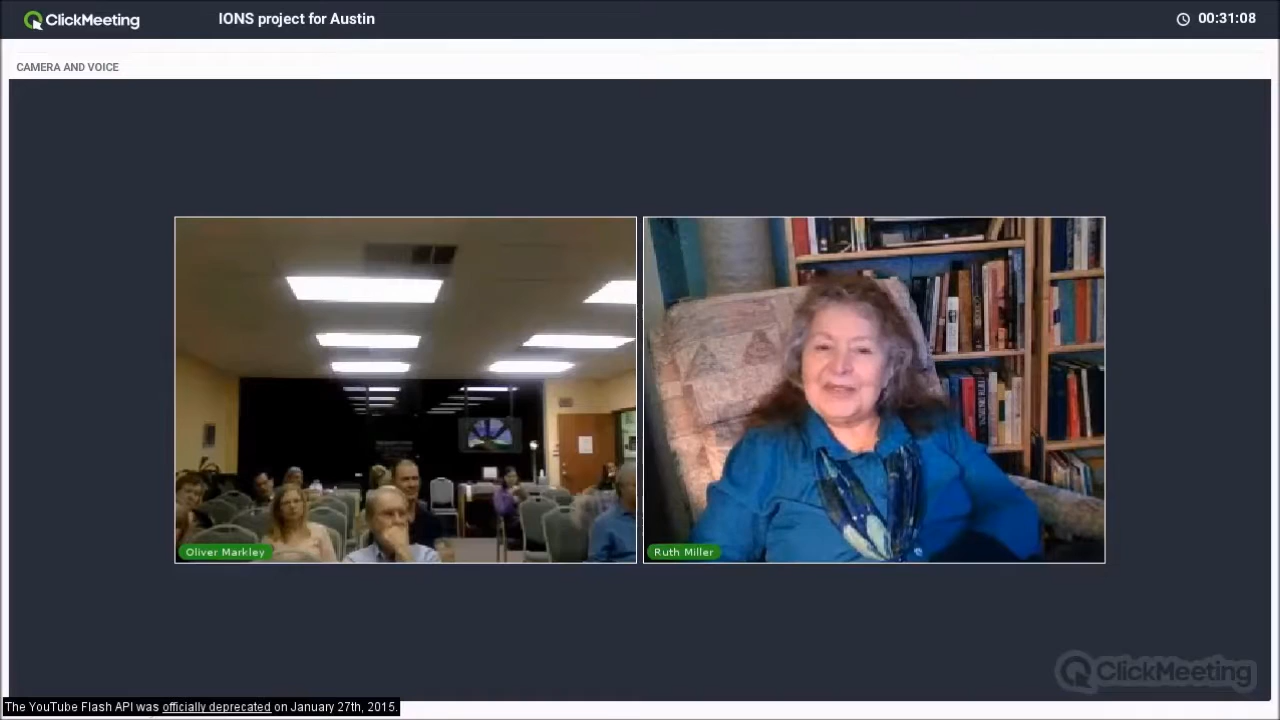 ClickMeeting
IONS project for Austin
00:31:08
CAMERA AND VOICE
Oliver Markley
Ruth Miller
ClickMeeting
The YouTube Flash API was officially deprecated on January 27th, 2015.